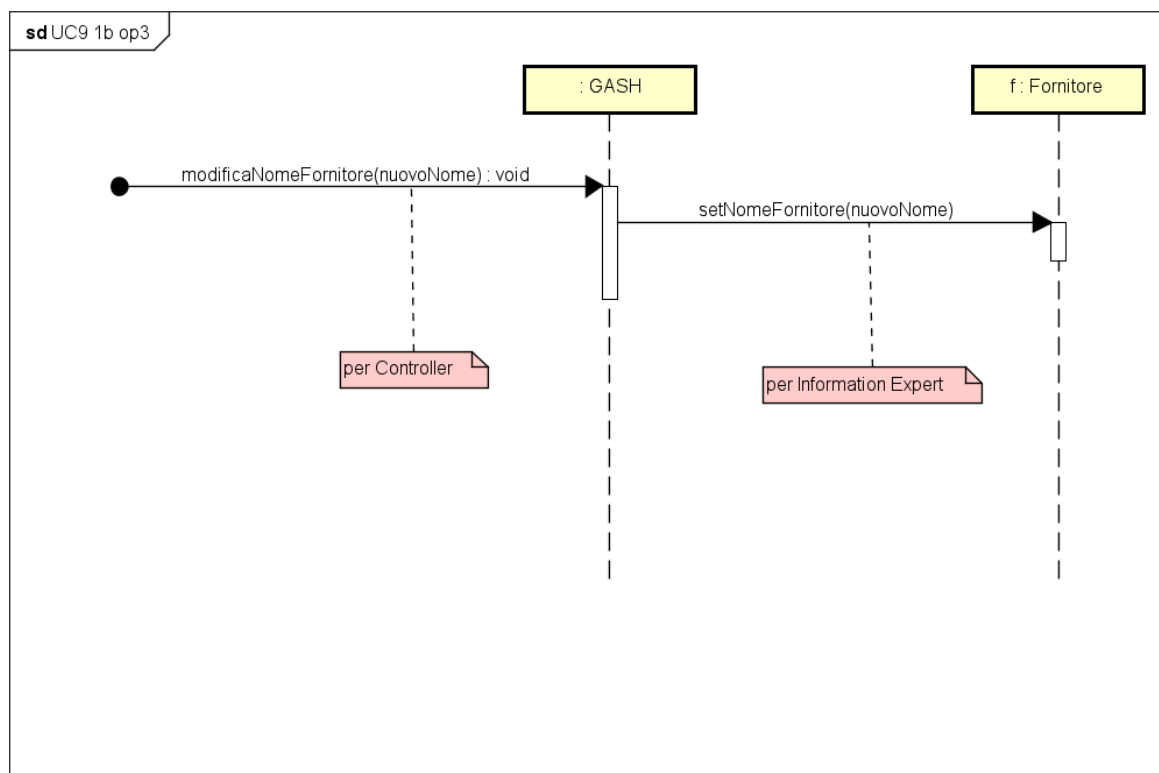 sd UC9 1b op3
: GASH
f : Fornitore
modificaNomeFornitore(nuovoNome) : void
setNomeFornitore(nuovoNome)
per Controller
per Information Expert